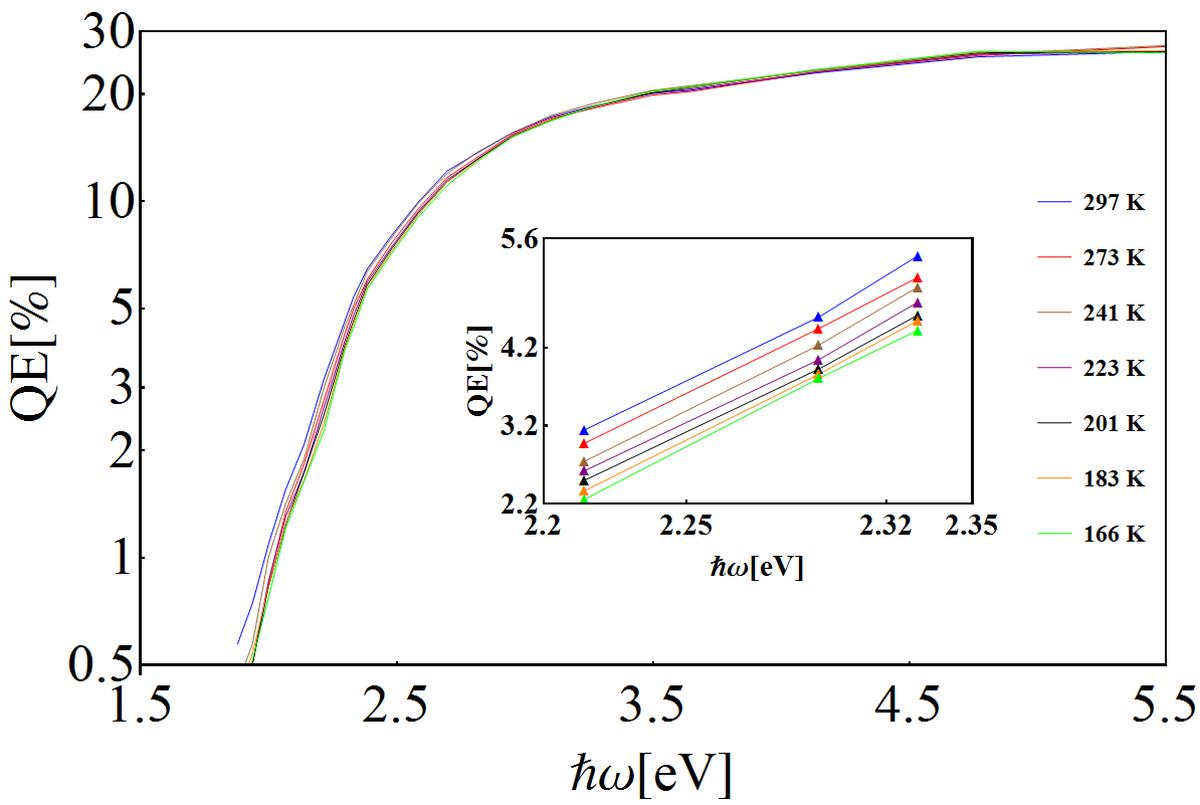 30
20
10
5
3
2
1
0.5
QE[%]
1.5 2.5 3.5 4.5 5.5
ħω[eV]
5.6
4.2
3.2
2.2
QE[%]
2.2 2.25 2.32 2.35
ħω[eV]
297 K
273 K
241 K
223 K
201 K
183 K
166 K